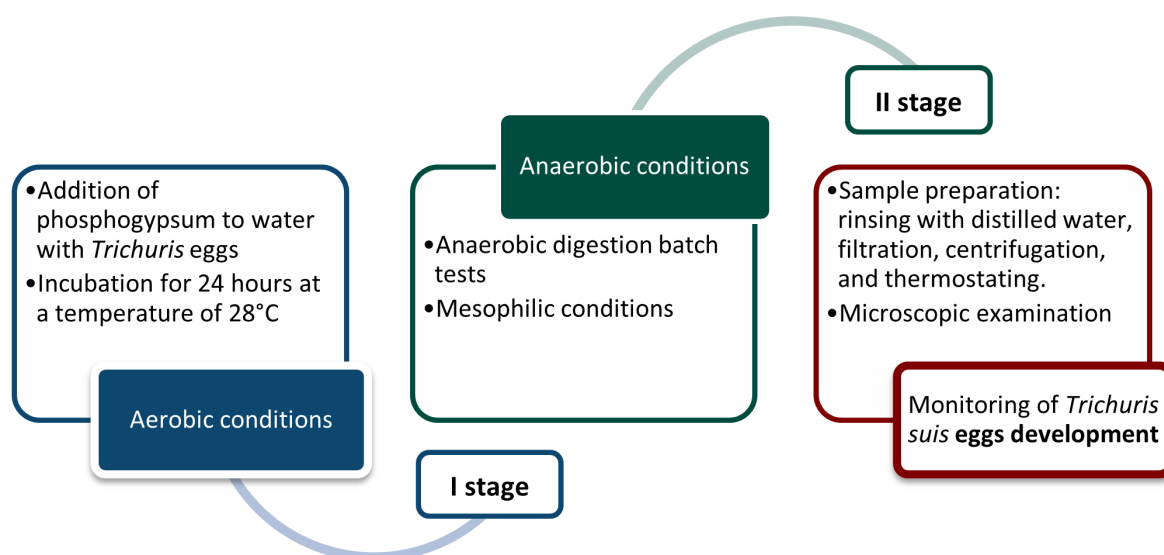 •Addition of
phosphogypsum to water
with Trichuris eggs
•Incubation for 24 hours at
a temperature of 28°C
Aerobic conditions
I stage
Anaerobic conditions
•Anaerobic digestion batch
tests
•Mesophilic conditions
II stage
•Sample preparation:
rinsing with distilled water,
filtration, centrifugation,
and thermostating.
•Microscopic examination
Monitoring of Trichuris
suis eggs development